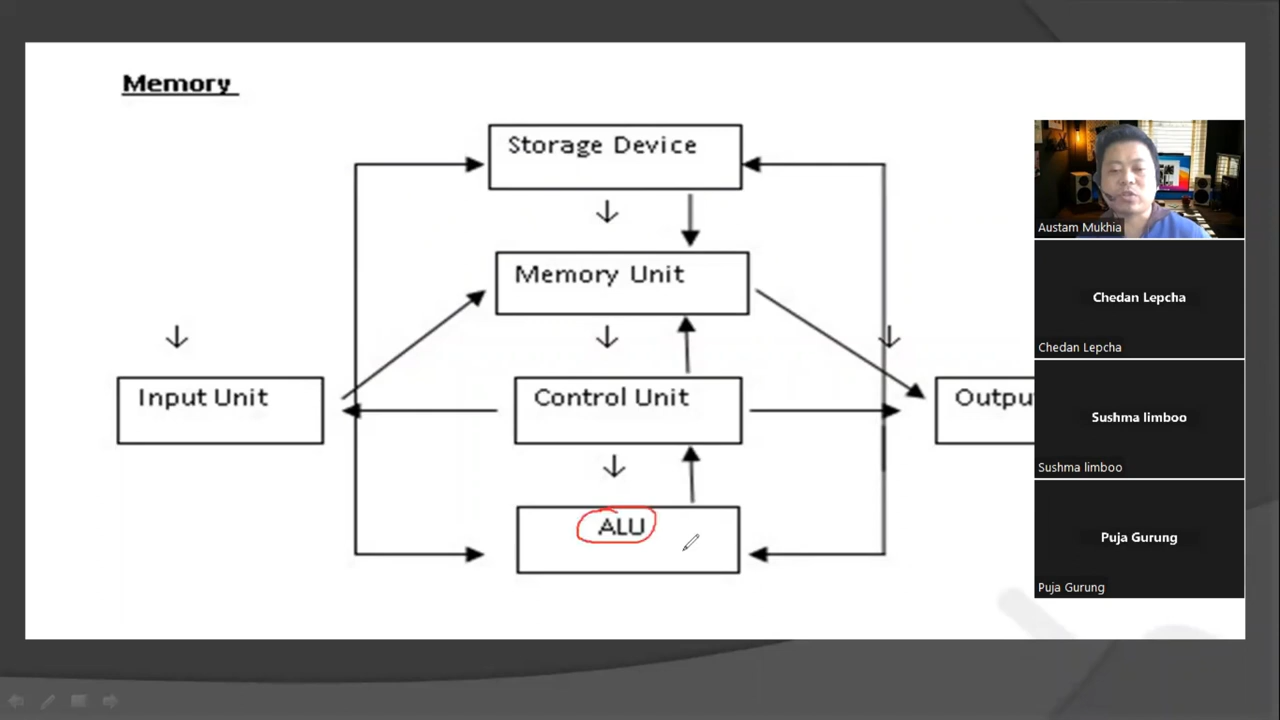 Memory
Storage Device
Memory Unit
Input Unit
Control Unit
Outpu
ALU
Austam Mukhia
Chedan Lepcha
Chedan Lepcha
Sushma limboo
Sushma limboo
Puja Gurung
Puja Gurung